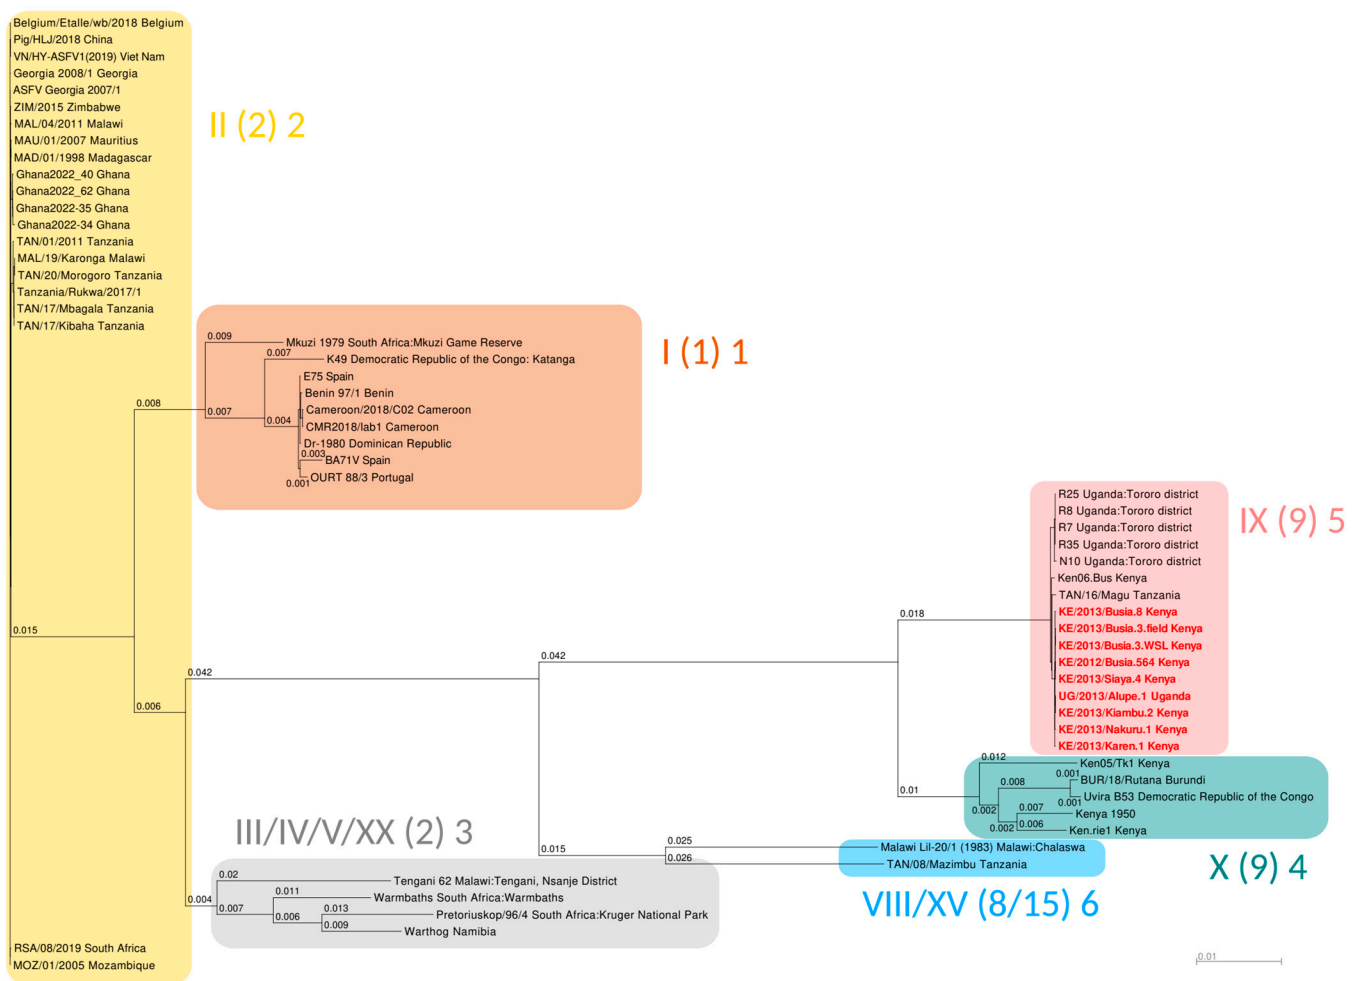 Belgium/Etalle/wb/2018 Belgium
Pig/HLJ/2018 China
VN/HY-ASFV1(2019) Viet Nam
Georgia 2008/1 Georgia
ASFV Georgia 2007/1
ZIM/2015 Zimbabwe
MAL/04/2011 Malawi
MAU/01/2007 Mauritius
MAD/01/1998 Madagascar
Ghana2022_40 Ghana
Ghana2022_62 Ghana
Ghana2022-35 Ghana
Ghana2022-34 Ghana
TAN/01/2011 Tanzania
MAL/19/Karonga Malawi
TAN/20/Morogoro Tanzania
Tanzania/Rukwa/2017/1
TAN/17/Mbagala Tanzania
TAN/17/Kibaha Tanzania
II (2) 2
0.009
Mkuzi 1979 South Africa:Mkuzi Game Reserve
0.007
K49 Democratic Republic of the Congo: Katanga
E75 Spain
Benin 97/1 Benin
0.008
0.007
0.004
Cameroon/2018/C02 Cameroon
CMR2018/lab1 Cameroon
Dr-1980 Dominican Republic
0.003
BA71V Spain
OURT 88/3 Portugal
0.001
I (1) 1
R25 Uganda:Tororo district
R8 Uganda:Tororo district
R7 Uganda:Tororo district
R35 Uganda:Tororo district
N10 Uganda:Tororo district
Ken06.Bus Kenya
TAN/16/Magu Tanzania
KE/2013/Busia.8 Kenya
KE/2013/Busia.3.field Kenya
KE/2013/Busia.3.WSL Kenya
KE/2012/Busia.564 Kenya
KE/2013/Siaya.4 Kenya
UG/2013/Alupe.1 Uganda
KE/2013/Kiambu.2 Kenya
KE/2013/Nakuru.1 Kenya
KE/2013/Karen.1 Kenya
IX (9) 5
0.018
0.015
0.042
0.042
0.006
0.012
Ken05/Tk1 Kenya
0.001
BUR/18/Rutana Burundi
0.008
0.01
Uvira B53 Democratic Republic of the Congo
0.001
0.002
0.007
Kenya 1950
0.002
0.006
Ken.rie1 Kenya
X (9) 4
0.015
0.025
Malawi Lil-20/1 (1983) Malawi:Chalaswa
0.026
TAN/08/Mazimbu Tanzania
VIII/XV (8/15) 6
III/IV/V/XX (2) 3
0.02
Tengani 62 Malawi:Tengani, Nsanje District
0.011
Warmbaths South Africa:Warmbaths
0.004
0.007
0.013
Pretoriuskop/96/4 South Africa:Kruger National Park
0.006
0.009
Warthog Namibia
RSA/08/2019 South Africa
MOZ/01/2005 Mozambique
0.01